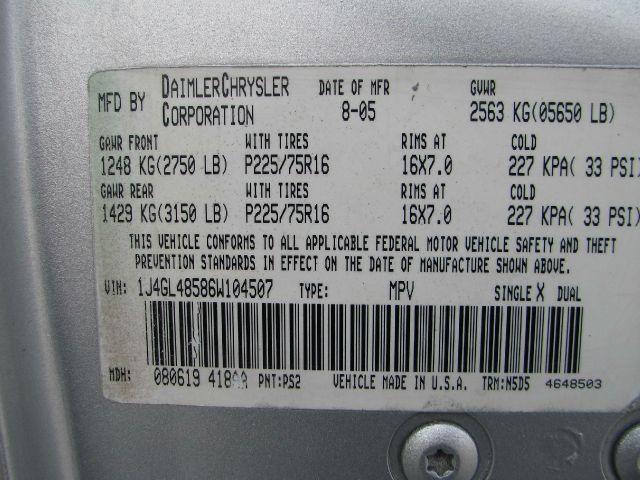 MFD BY DAIMLERCHRYSLER CORPORATION DATE OF MFR 8-05 GVWR 2563 KG(05650 LB)
GAWR FRONT WITH TIRES RIMS AT COLD
1248 KG(2750 LB) P225/75R16 16X7.0 227 KPA( 33 PSI)
GAWR REAR WITH TIRES RIMS AT COLD
1429 KG(3150 LB) P225/75R16 16X7.0 227 KPA( 33 PSI)
THIS VEHICLE CONFORMS TO ALL APPLICABLE FEDERAL MOTOR VEHICLE SAFETY AND THEFT
PREVENTION STANDARDS IN EFFECT ON THE DATE OF MANUFACTURE SHOWN ABOVE.
VIN: 1J4GL48586W104507 TYPE: MPV SINGLE X DUAL
MDH: 080619 PNT:PS2 VEHICLE MADE IN U.S.A. TRM:N5D5 4648503